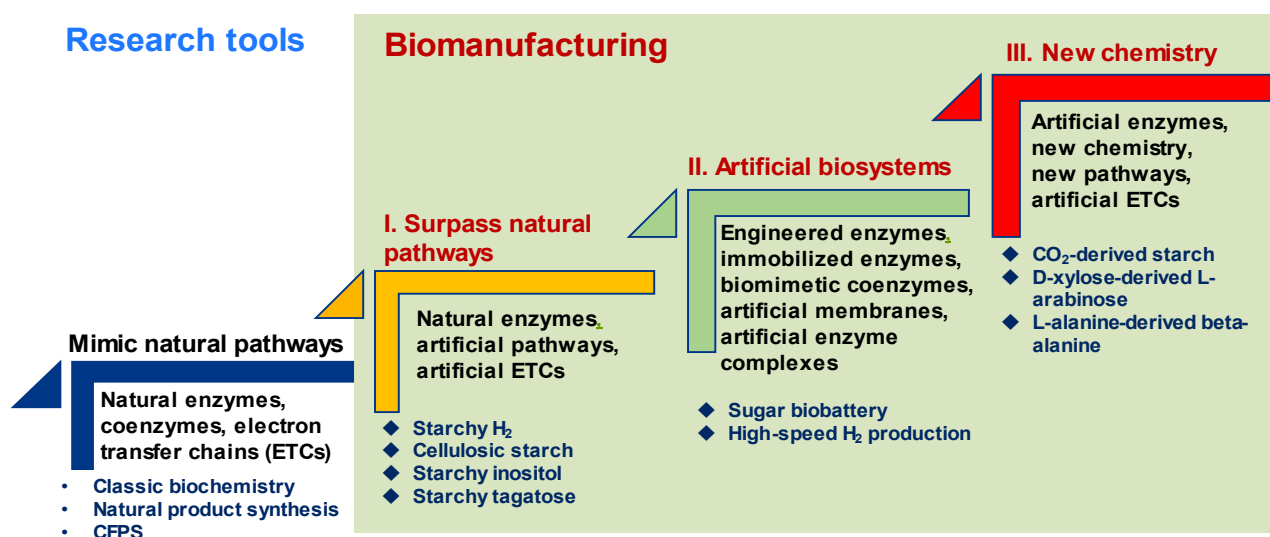 Research tools
Biomanufacturing
Mimic natural pathways
Natural enzymes,
coenzymes, electron
transfer chains (ETCs)
• Classic biochemistry
• Natural product synthesis
• CFPS
I. Surpass natural
pathways
Natural enzymes,
artificial pathways,
artificial ETCs
◆ Starchy H₂
◆ Cellulosic starch
◆ Starchy inositol
◆ Starchy tagatose
II. Artificial biosystems
Engineered enzymes,
immobilized enzymes,
biomimetic coenzymes,
artificial membranes,
artificial enzyme
complexes
◆ Sugar biobattery
◆ High-speed H₂ production
III. New chemistry
Artificial enzymes,
new chemistry,
new pathways,
artificial ETCs
◆ CO₂-derived starch
◆ D-xylose-derived L-
arabinose
◆ L-alanine-derived beta-
alanine